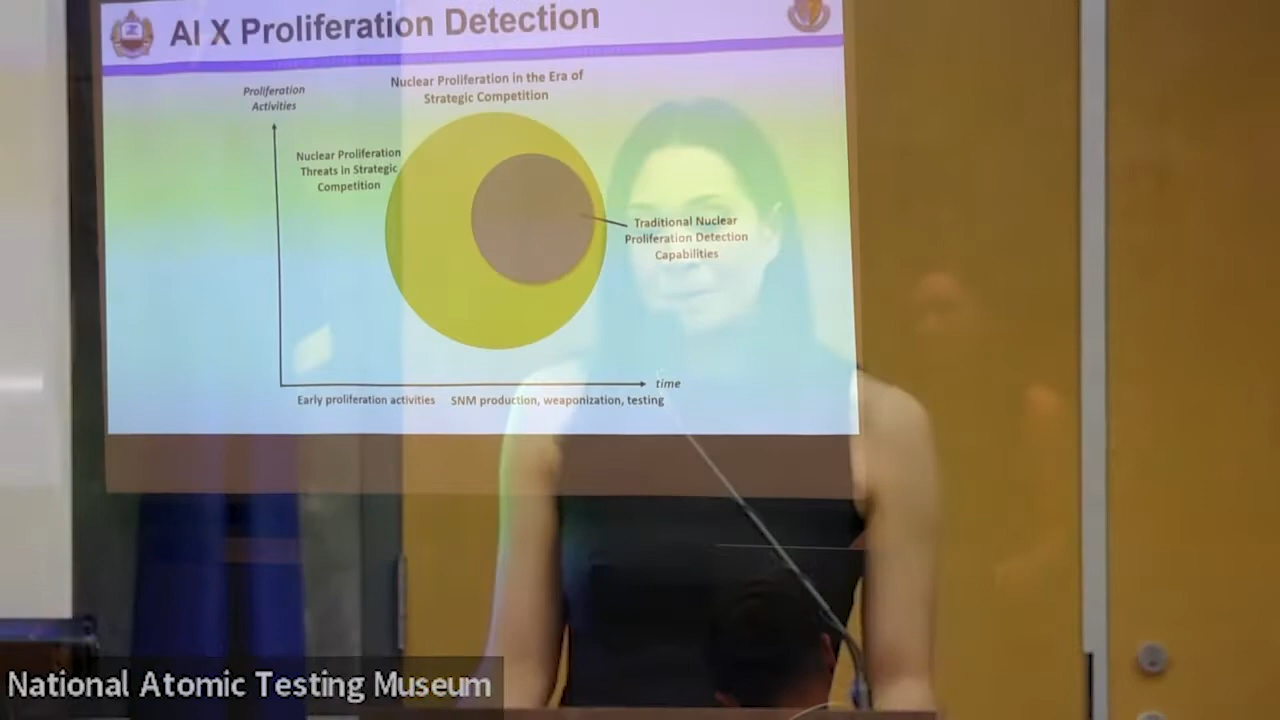 AI X Proliferation Detection
Nuclear Proliferation in the Era of
Strategic Competition
Proliferation
Activities
Nuclear Proliferation
Threats in Strategic
Competition
Traditional Nuclear
Proliferation Detection
Capabilities
time
Early proliferation activities SNM production, weaponization, testing
National Atomic Testing Museum